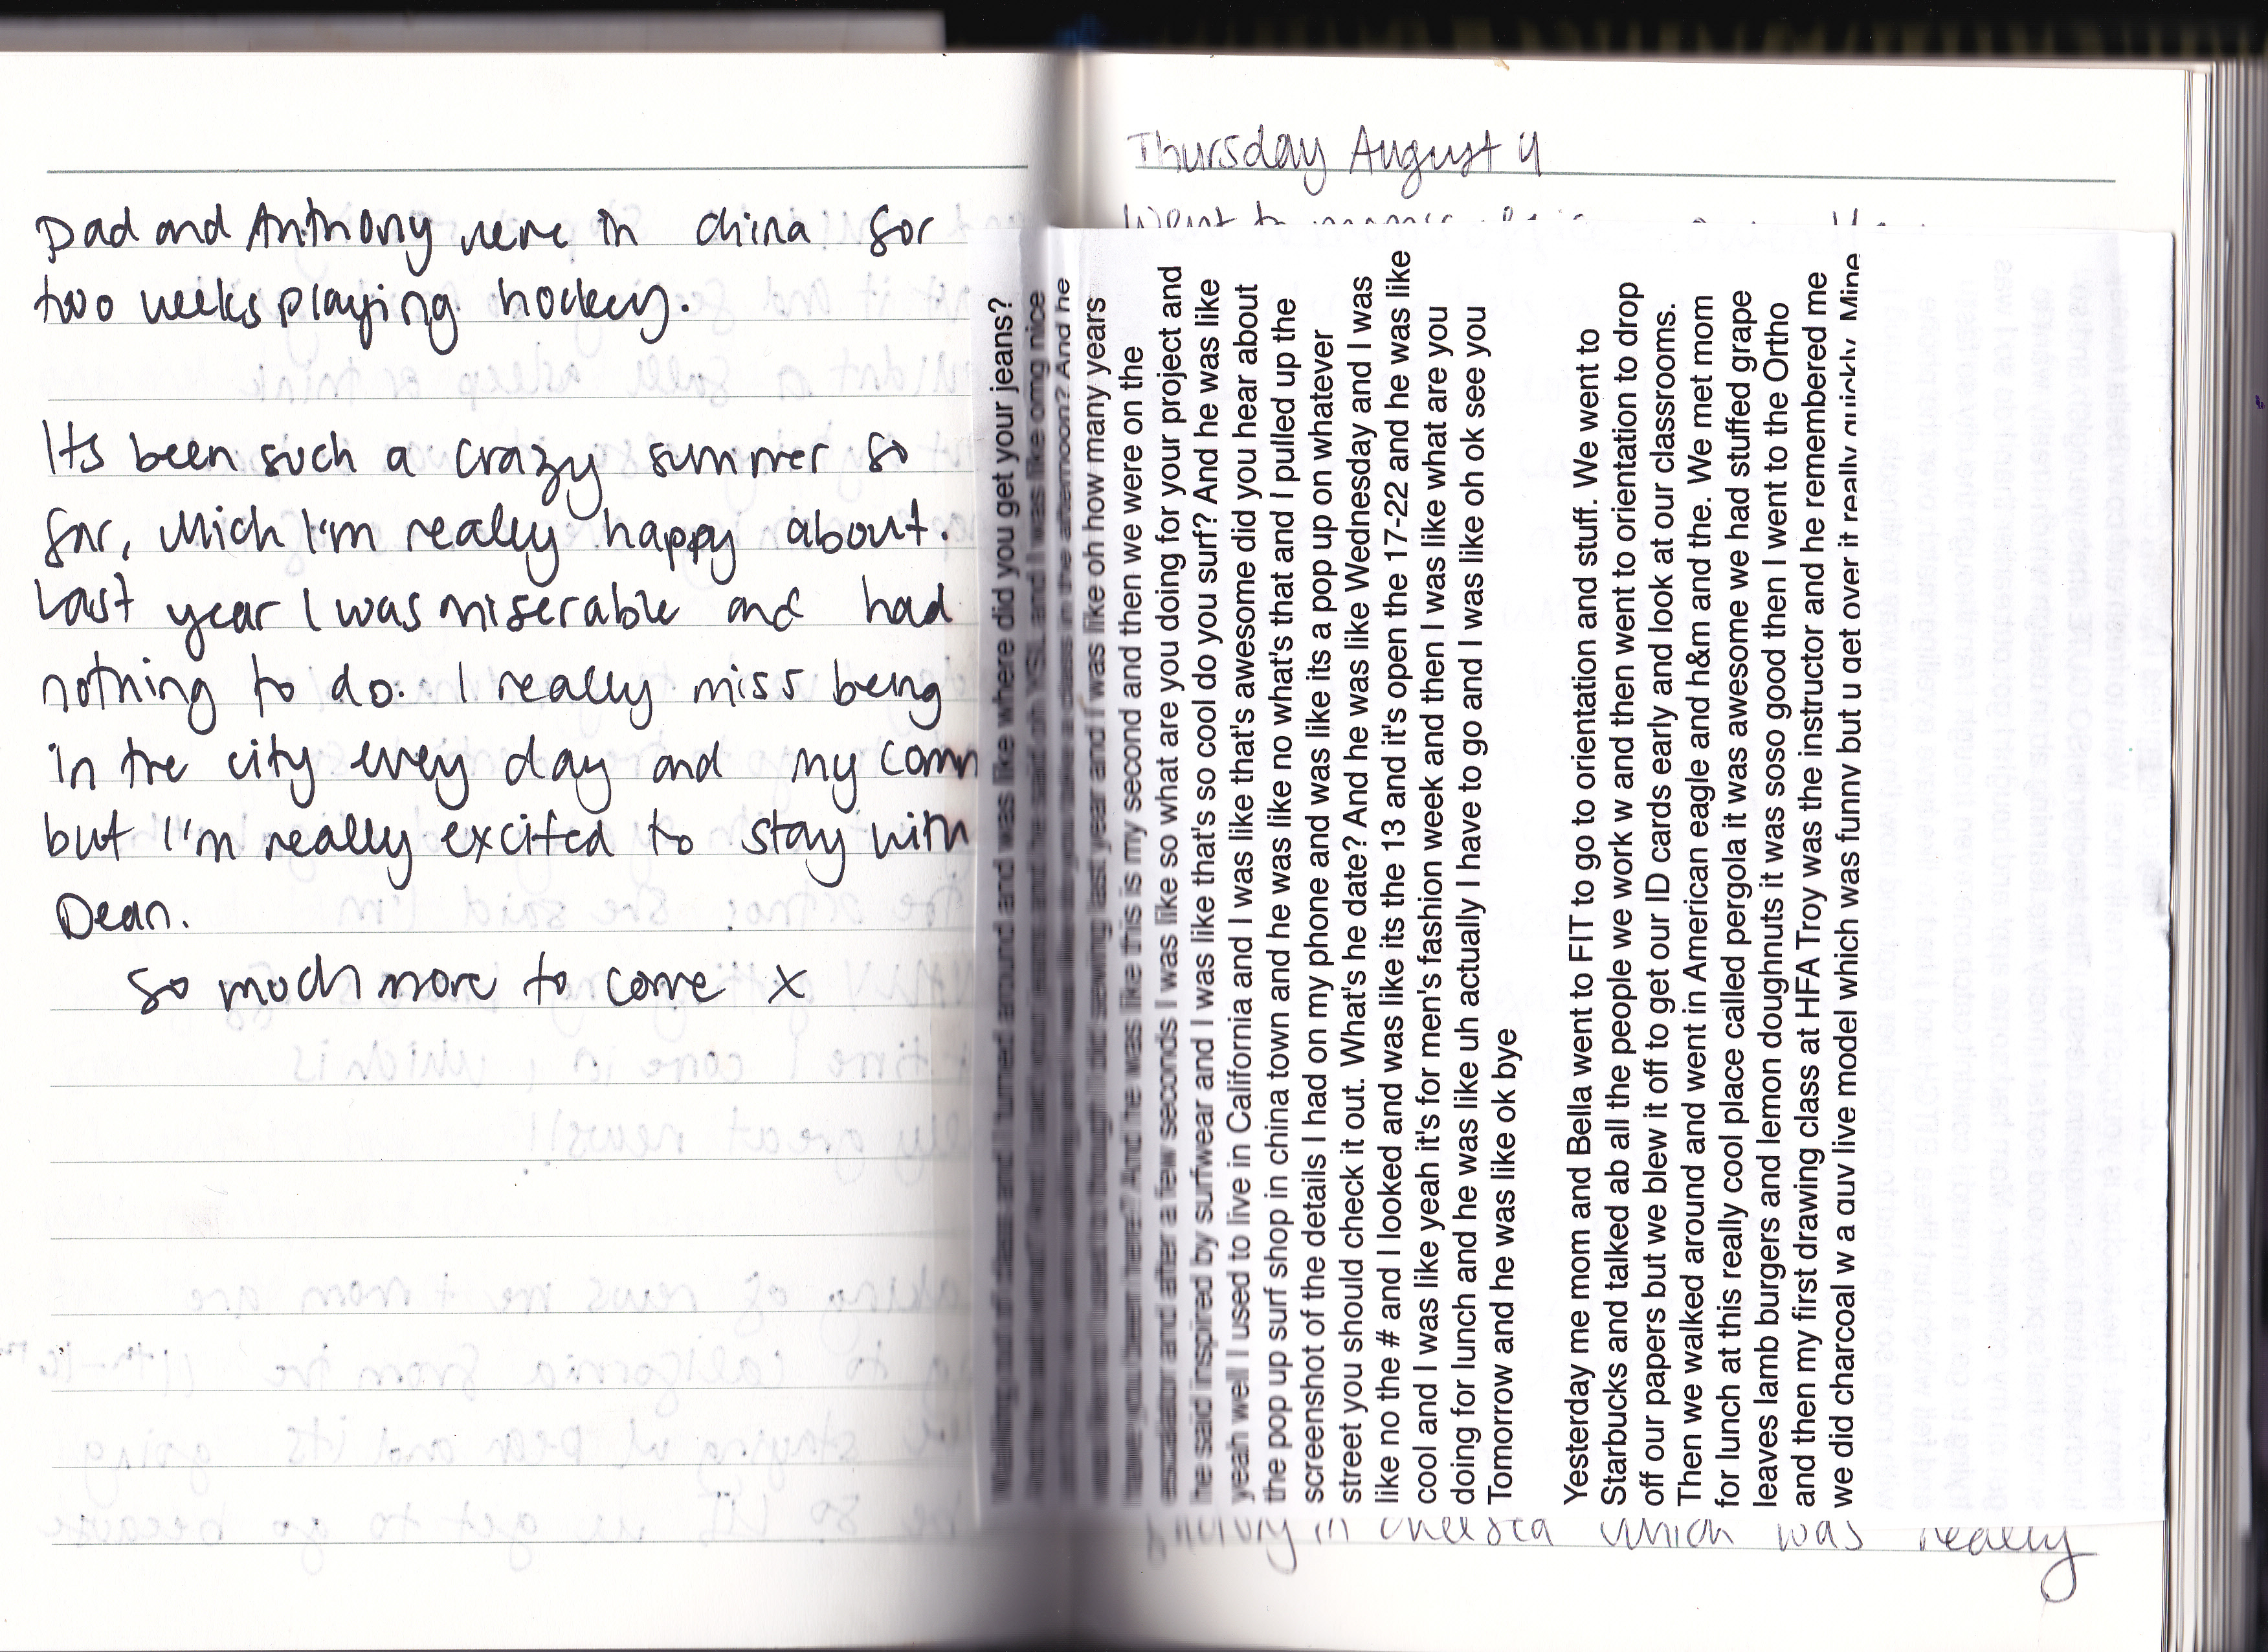 Dad and Anthony were in China for
two weeks playing hockey.
Its been such a crazy summer so
far, which I'm really happy about.
Last year I was miserable and had
nothing to do. I really miss being
in the city every day and my comm
but I'm really excited to stay with
Dean.
so much more to come x
Thursday August 4
Went to
Walking out of class and I turned around and was like where did you get your jeans?
YSL and I was like omg nice
class in the afternoon? And he
sewing last year and I was like oh how many years
have you been here? And he was like this is my second and then we were on the
escalator and after a few seconds I was like so what are you doing for your project and
he said inspired by surfwear and I was like that's so cool do you surf? And he was like
yeah well I used to live in California and I was like that's awesome did you hear about
the pop up surf shop in china town and he was like no what's that and I pulled up the
screenshot of the details I had on my phone and was like its a pop up on whatever
street you should check it out. What's he date? And he was like Wednesday and I was
like no the # and I looked and was like its the 13 and it's open the 17-22 and he was like
cool and I was like yeah it's for men's fashion week and then I was like what are you
doing for lunch and he was like uh actually I have to go and I was like oh ok see you
Tomorrow and he was like ok bye
Yesterday me mom and Bella went to FIT to go to orientation and stuff. We went to
Starbucks and talked ab all the people we work w and then went to orientation to drop
off our papers but we blew it off to get our ID cards early and look at our classrooms.
Then we walked around and went in American eagle and h&m and the. We met mom
for lunch at this really cool place called pergola it was awesome we had stuffed grape
leaves lamb burgers and lemon doughnuts it was soso good then I went to the Ortho
and then my first drawing class at HFA Troy was the instructor and he remembered me
we did charcoal w a guy live model which was funny but u get over it really quickly Mine
in Chelsea which was really